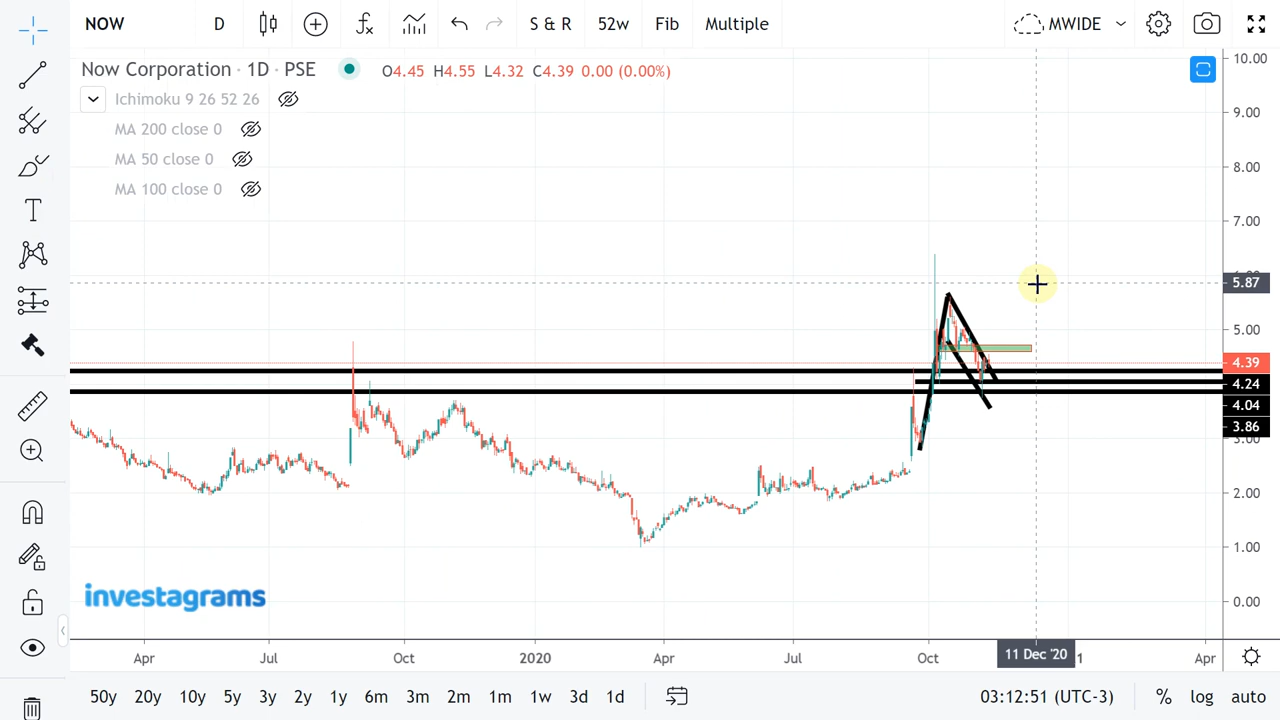 NOW D S & R 52w Fib Multiple MWIDE
Now Corporation · 1D · PSE O4.45 H4.55 L4.32 C4.39 0.00 (0.00%)
Ichimoku 9 26 52 26
MA 200 close 0
MA 50 close 0
MA 100 close 0
10.00
9.00
8.00
7.00
5.87
5.00
4.39
4.24
4.04
3.86
3.00
2.00
1.00
0.00
investagrams
Apr Jul Oct 2020 Apr Jul Oct 11 Dec '20 1 Apr
50y 20y 10y 5y 3y 2y 1y 6m 3m 2m 1m 1w 3d 1d 03:12:51 (UTC-3) % log auto